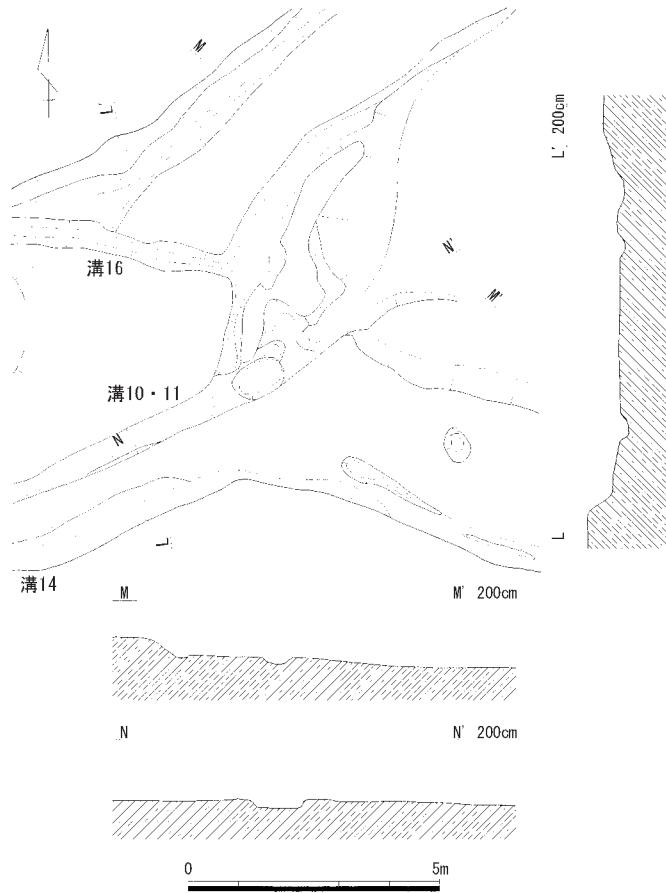 M
L'
溝16
N'
M'
溝10・11
N
L
溝14
L' 200cm
L
M M' 200cm
N N' 200cm
0 5m